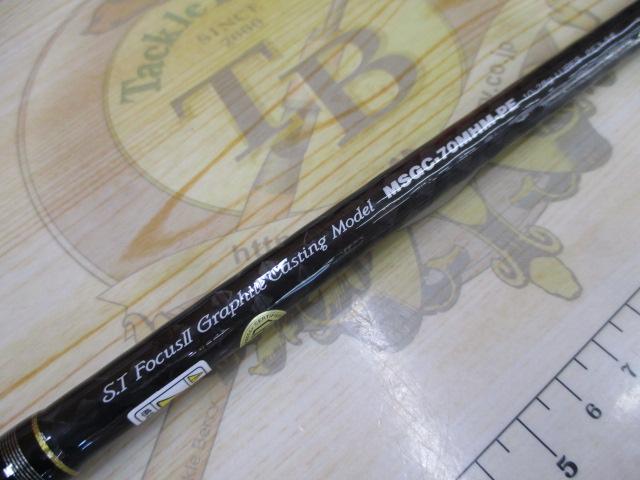 S.I FocusII Graphite Casting Model MSGC-70MHM-PE
Tackle
SINCE
2000
TB
http
co.jp
5
6
7